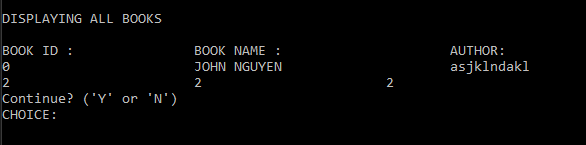 DISPLAYING ALL BOOKS
BOOK ID : BOOK NAME : AUTHOR:
0 JOHN NGUYEN asjklndakl
2 2 2
Continue? ('Y' or 'N')
CHOICE: